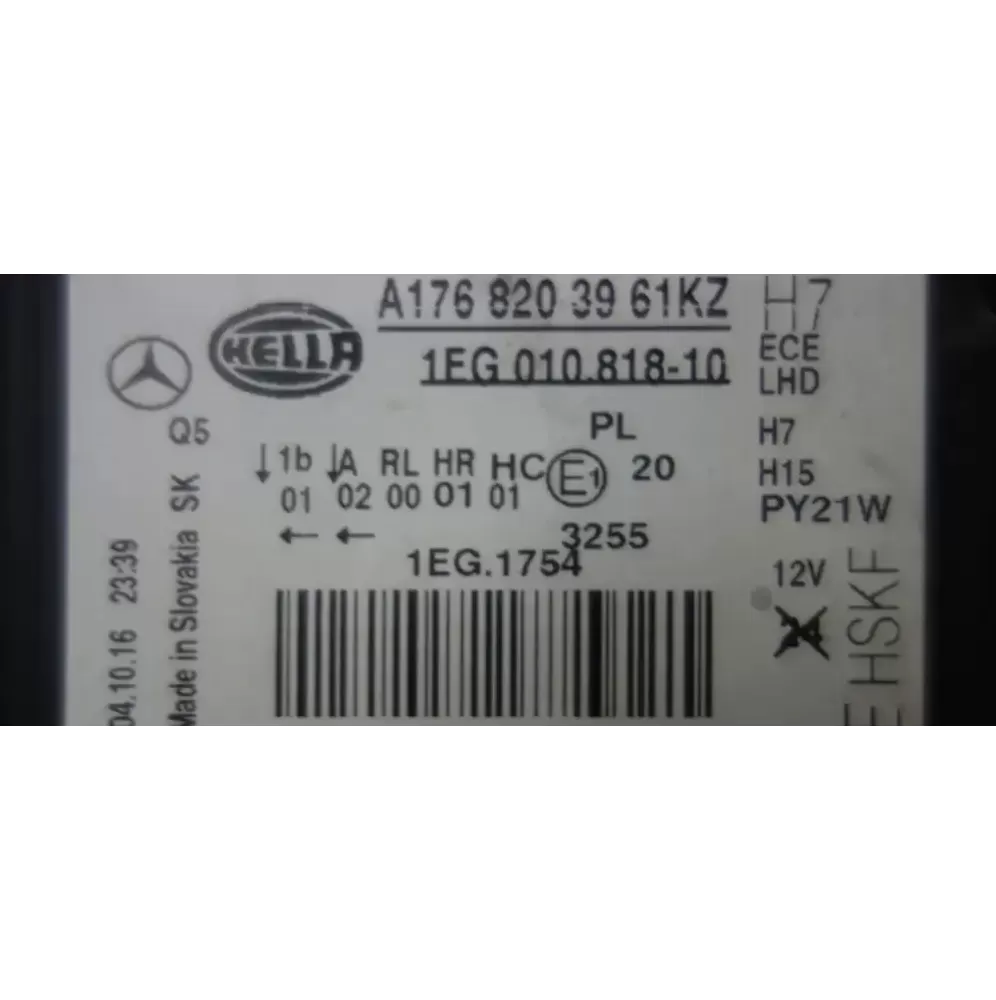 A176 820 39 61KZ
HELLA
1EG 010.818-10
H7
ECE
LHD
Q5
PL
H7
↓ 1b ↓A RL HR HC E1 20
01 02 00 01 01
H15
PY21W
← ←
3255
1EG.1754
12V
04.10.16 23:39
Made in Slovakia SK
HSKF